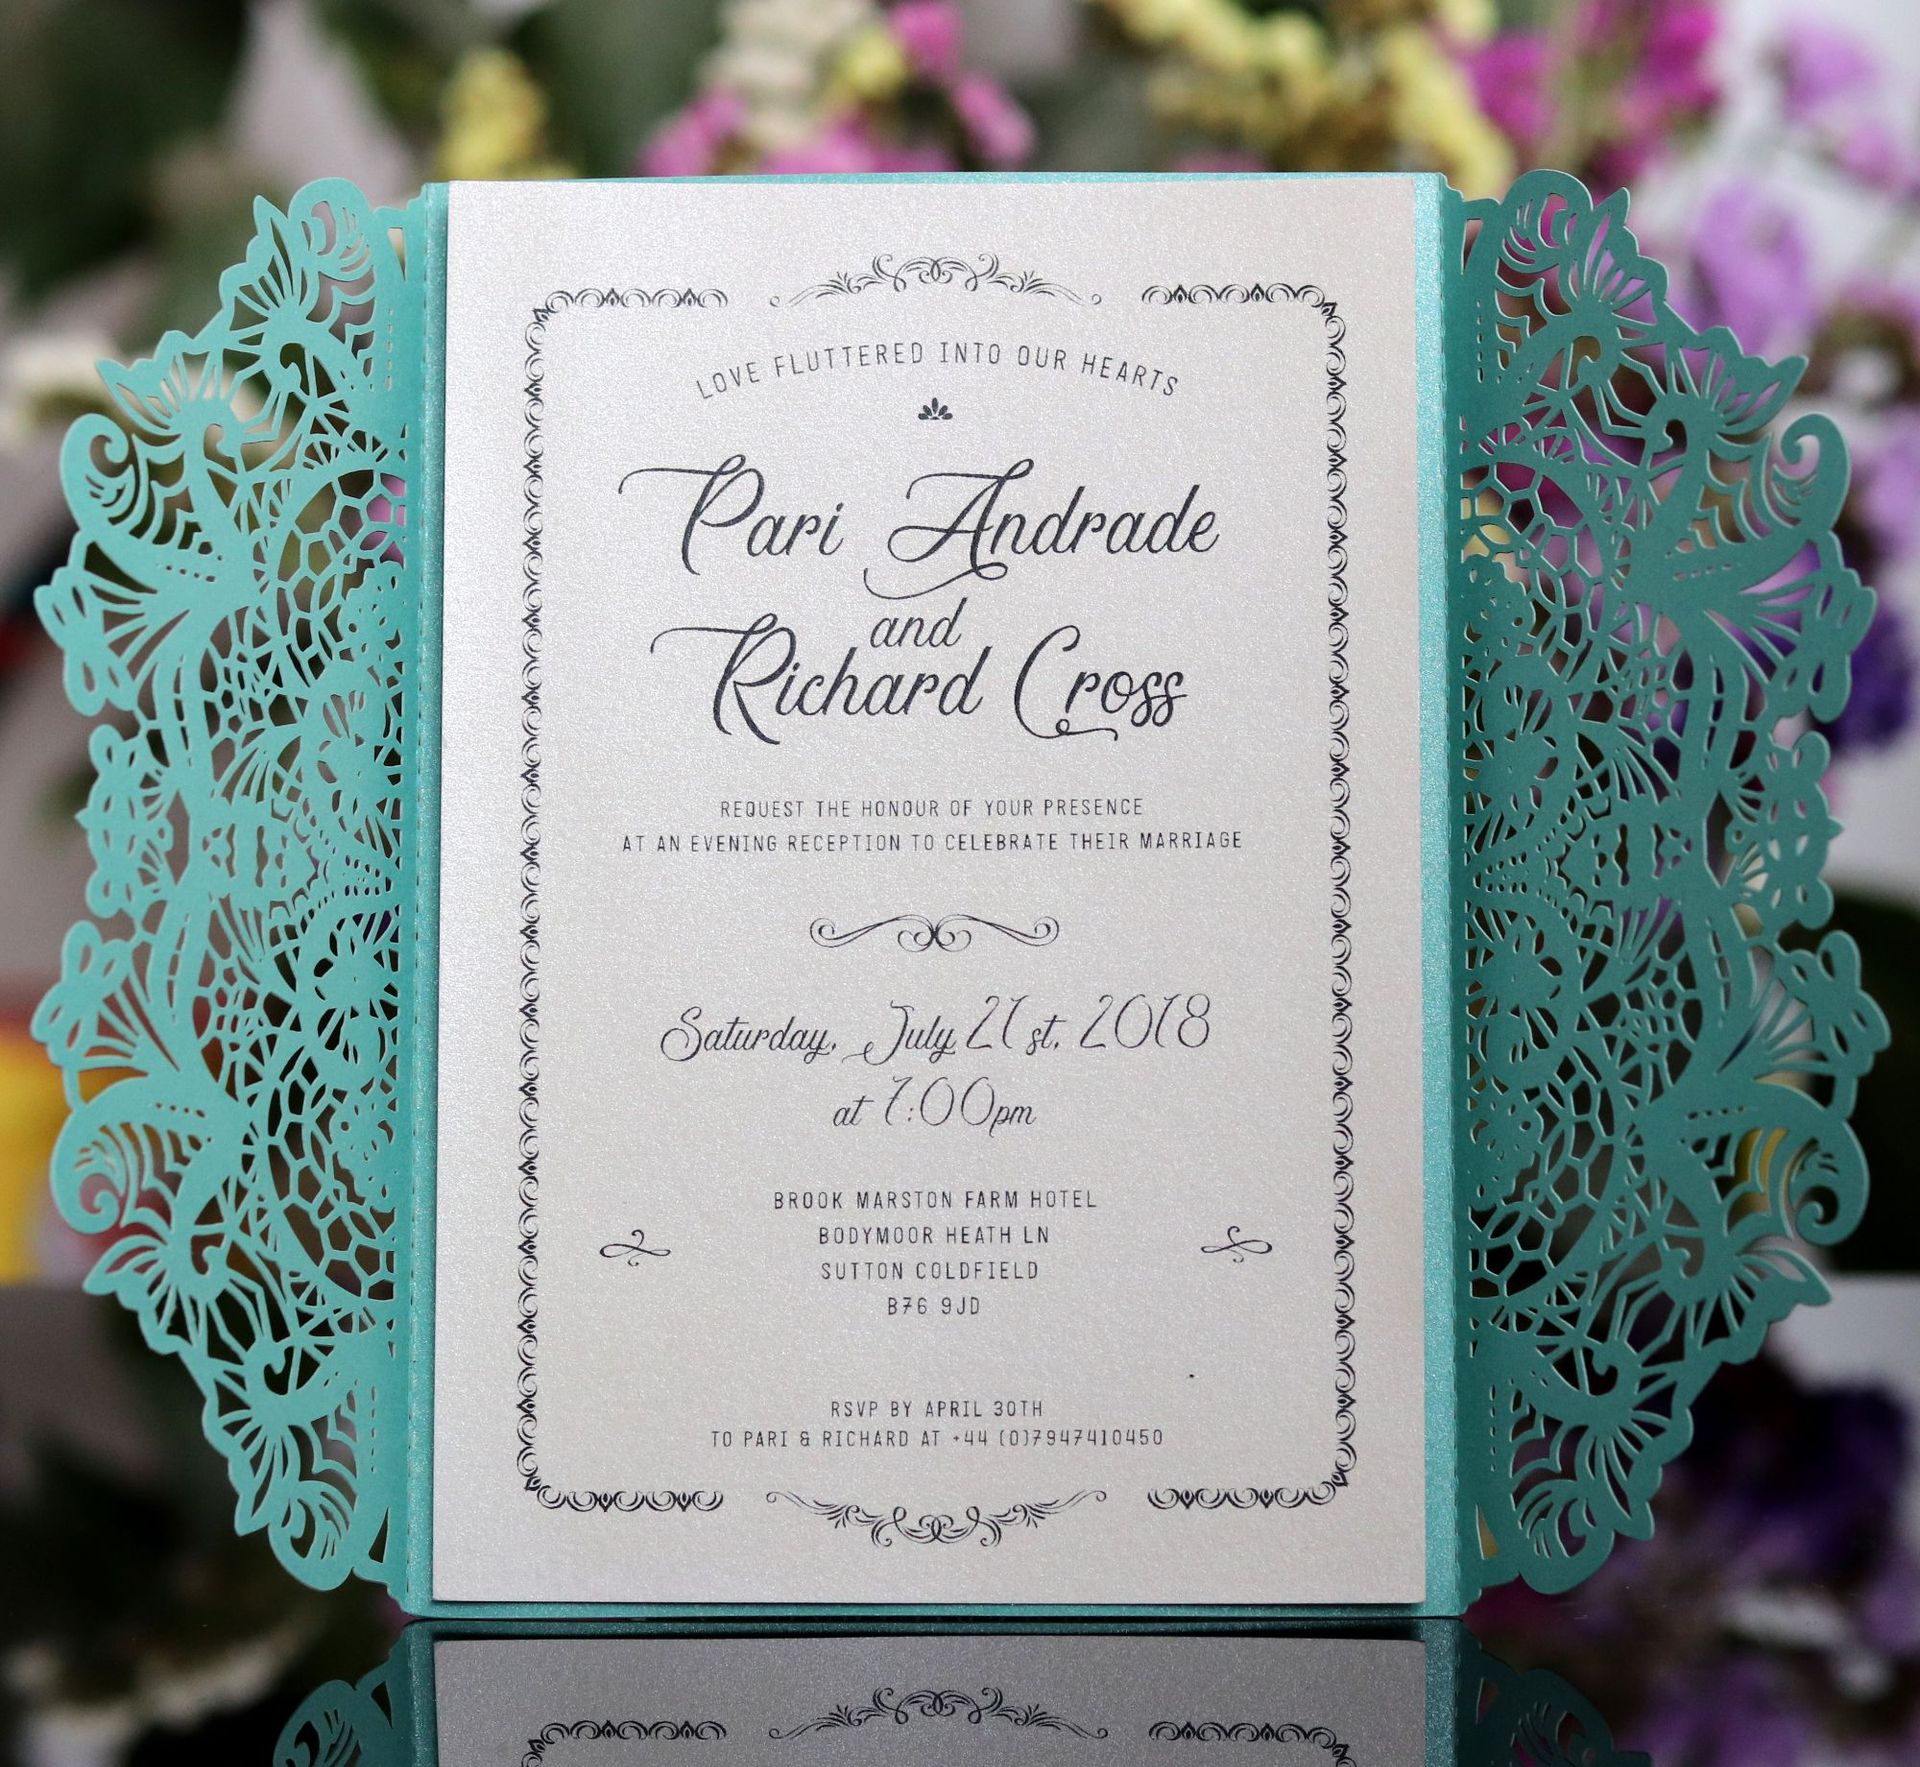 LOVE FLUTTERED INTO OUR HEARTS
Pari Andrade
and
Richard Cross
REQUEST THE HONOUR OF YOUR PRESENCE
AT AN EVENING RECEPTION TO CELEBRATE THEIR MARRIAGE
Saturday, July 21st, 2018
at 7:00pm
BROOK MARSTON FARM HOTEL
BODYMOOR HEATH LN
SUTTON COLDFIELD
B76 9JD
RSVP BY APRIL 30TH
TO PARI & RICHARD AT +44 (0)7947410450